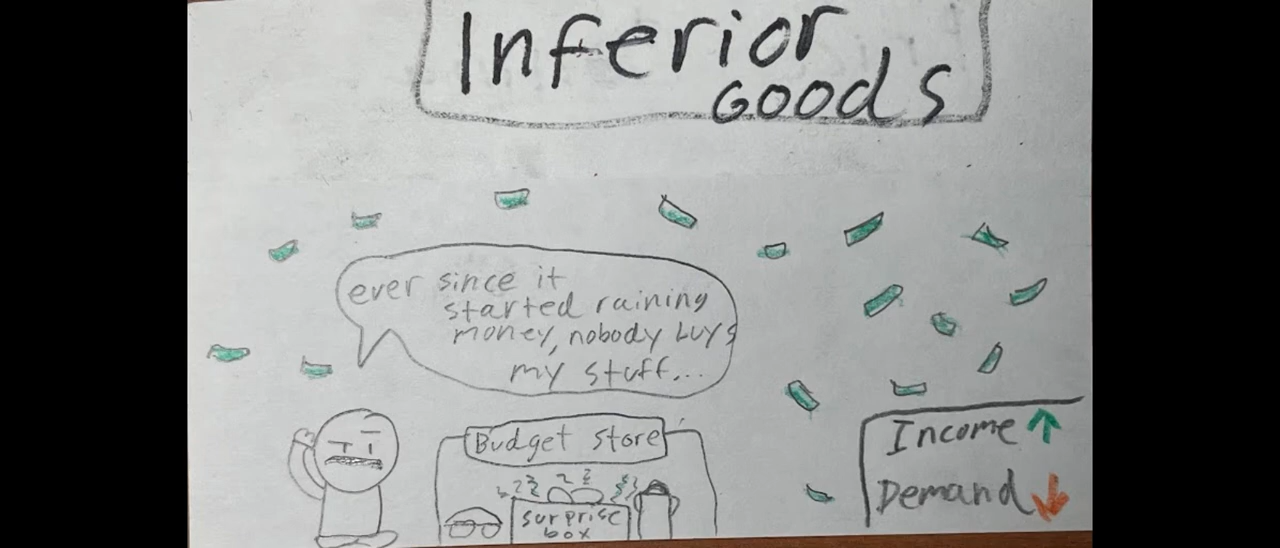 Inferior
Goods
ever since it
started raining
money, nobody buys
my stuff...
Budget Store
surprise
box
Income ↑
Demand ↓